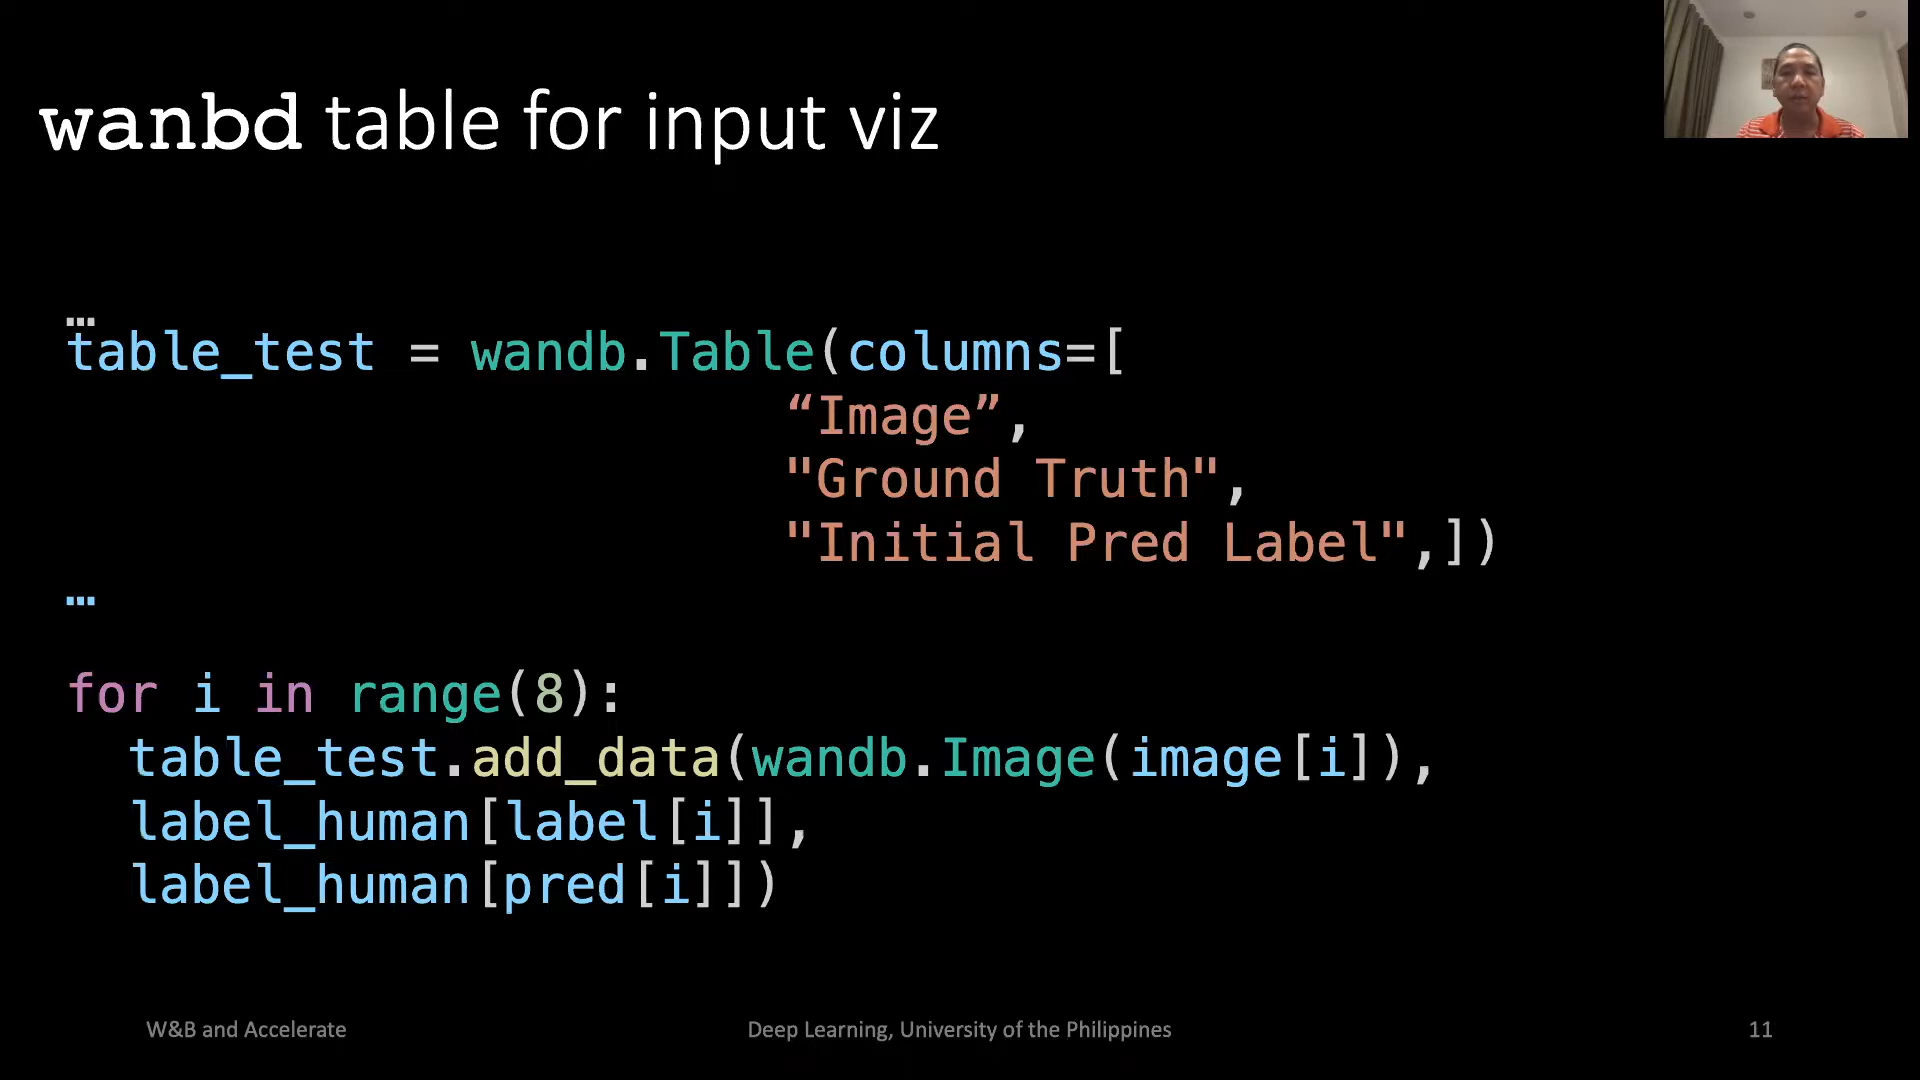 wanbd table for input viz
…
table_test = wandb.Table(columns=[
“Image”,
"Ground Truth",
"Initial Pred Label",])
…
for i in range(8):
table_test.add_data(wandb.Image(image[i]),
label_human[label[i]],
label_human[pred[i]])
W&B and Accelerate
Deep Learning, University of the Philippines
11